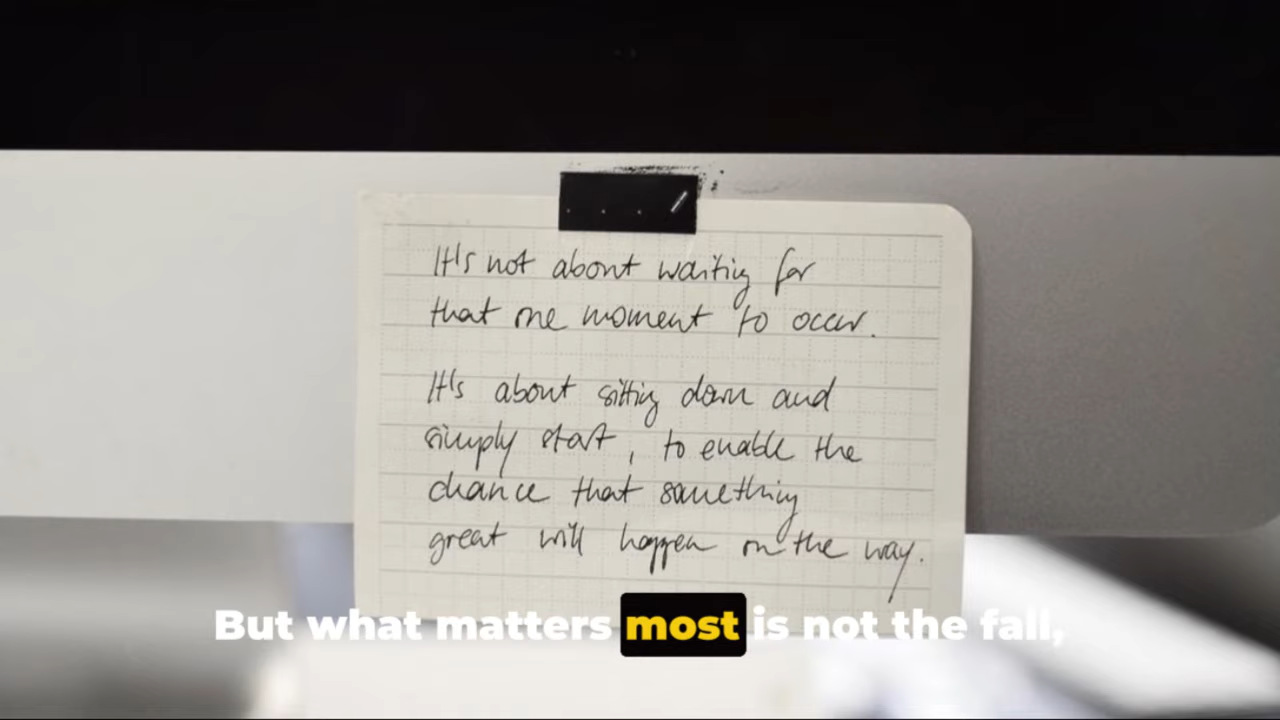 It's not about waiting for
that one moment to occur.
It's about sitting down and
simply start, to enable the
chance that something
great will happen on the way.
But what matters most is not the fall,